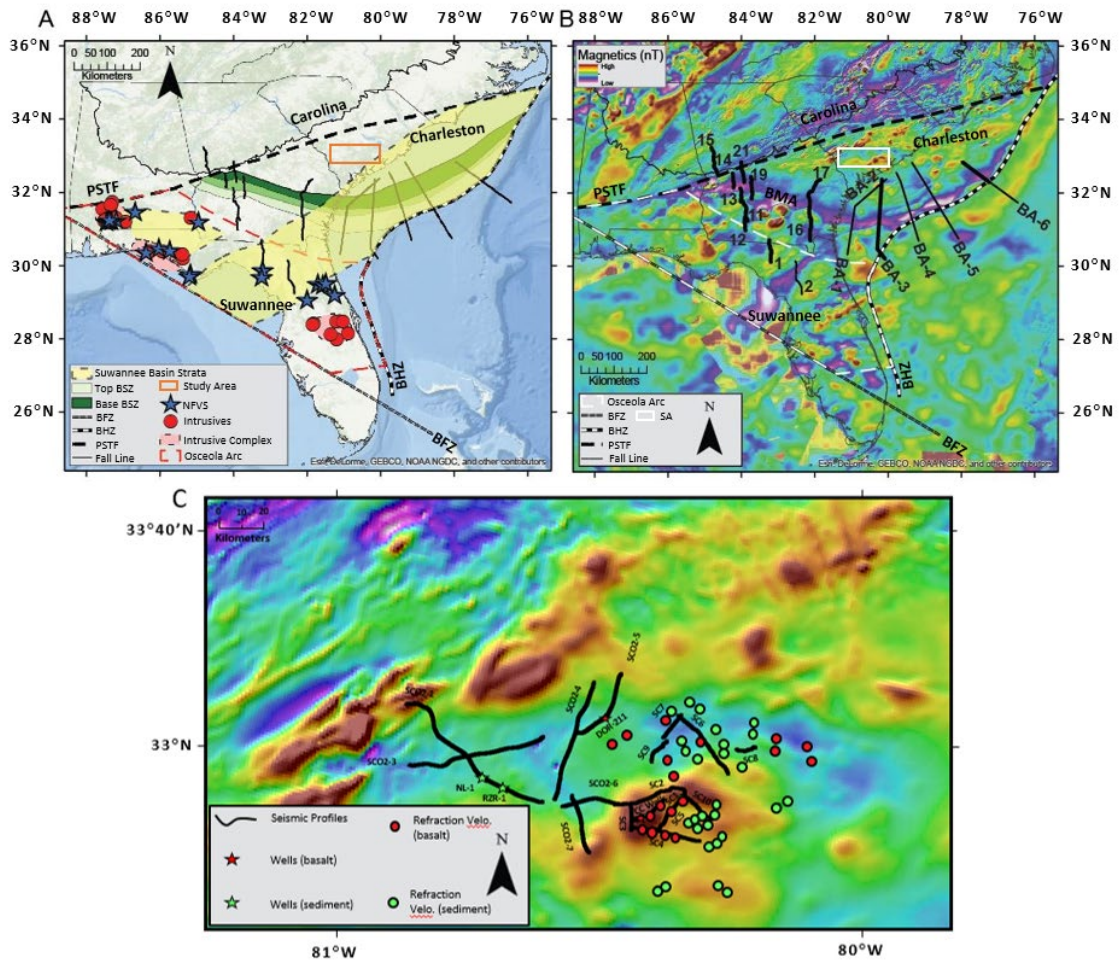 A
88°W 86°W 84°W 82°W 80°W 78°W 76°W
36°N
34°N
32°N
30°N
28°N
26°N
0 50 100 200
Kilometers
N
Carolina
Charleston
PSTF
Suwannee
BHZ
BFZ
Suwannee Basin Strata
Top BSZ
Base BSZ
BFZ
BHZ
PSTF
Fall Line
Study Area
NFVS
Intrusives
Intrusive Complex
Osceola Arc
Esri, DeLorme, GEBCO, NOAA NGDC, and other contributors
B
88°W 86°W 84°W 82°W 80°W 78°W 76°W
36°N
34°N
32°N
30°N
28°N
26°N
Magnetics (nT)
High
Low
Carolina
Charleston
15
21
14
19
17
PSTF
13
BMA
11
16
12
1
2
BA-2
BA-6
BA-5
BA-4
BA-3
Suwannee
BHZ
BFZ
0 50 100 200
Kilometers
N
Osceola Arc
BFZ
SA
BHZ
PSTF
Fall Line
Esri, DeLorme, GEBCO, NOAA NGDC, and other contributors
C
33°40'N
33°N
81°W 80°W
0 10 20
Kilometers
SCO2-5
SCO2-4
DOR-211
SCO2-3
NL-1
RZR-1
SCO2-6
SCO2-7
SC7
SC6
SC9
SC8
SC2
SC10
SC5
Seismic Profiles
Wells (basalt)
Wells (sediment)
Refraction Velo.
(basalt)
Refraction
Velo. (sediment)
N